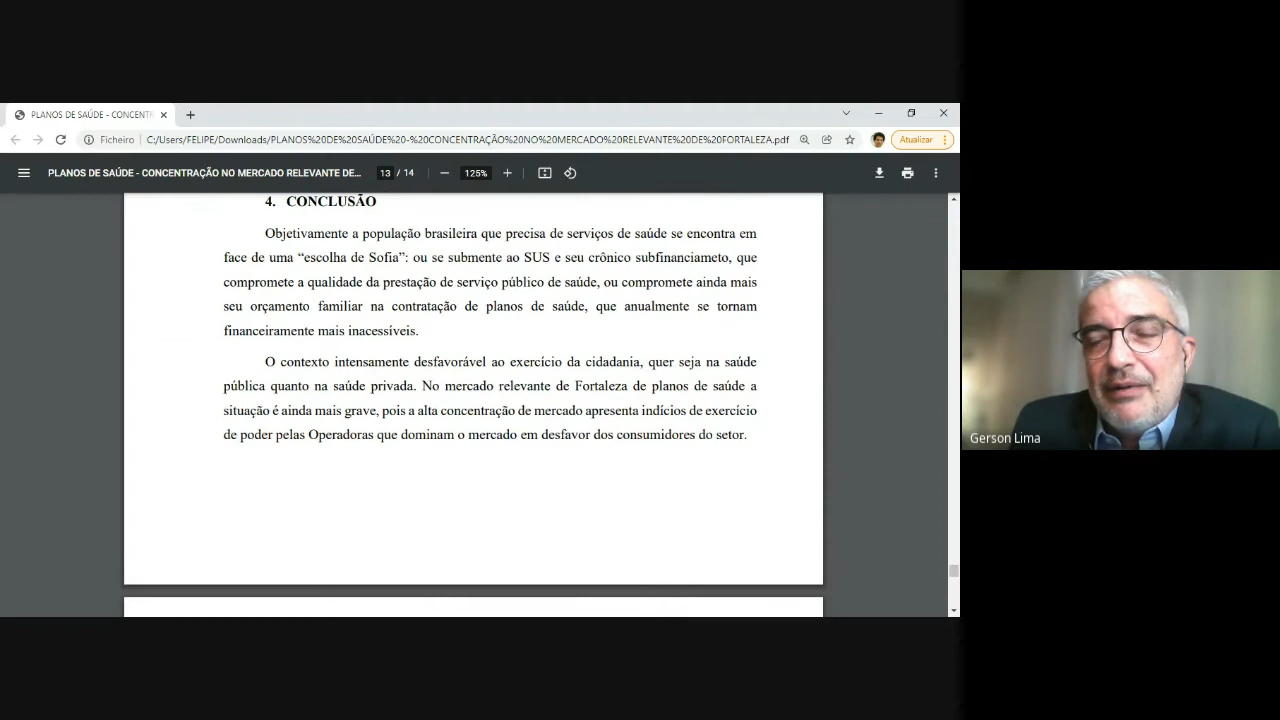 PLANOS DE SAÚDE - CONCENTR
Ficheiro
C:/Users/FELIPE/Downloads/PLANOS%20DE%20SAÚDE%20-%20CONCENTRAÇÃO%20NO%20MERCADO%20RELEVANTE%20DE%20FORTALEZA.pdf
Atualizar
PLANOS DE SAÚDE - CONCENTRAÇÃO NO MERCADO RELEVANTE DE...
13 / 14
125%
4. CONCLUSÃO
Objetivamente a população brasileira que precisa de serviços de saúde se encontra em
face de uma “escolha de Sofia”: ou se submente ao SUS e seu crônico subfinanciameto, que
compromete a qualidade da prestação de serviço público de saúde, ou compromete ainda mais
seu orçamento familiar na contratação de planos de saúde, que anualmente se tornam
financeiramente mais inacessíveis.
O contexto intensamente desfavorável ao exercício da cidadania, quer seja na saúde
pública quanto na saúde privada. No mercado relevante de Fortaleza de planos de saúde a
situação é ainda mais grave, pois a alta concentração de mercado apresenta indícios de exercício
de poder pelas Operadoras que dominam o mercado em desfavor dos consumidores do setor.
Gerson Lima